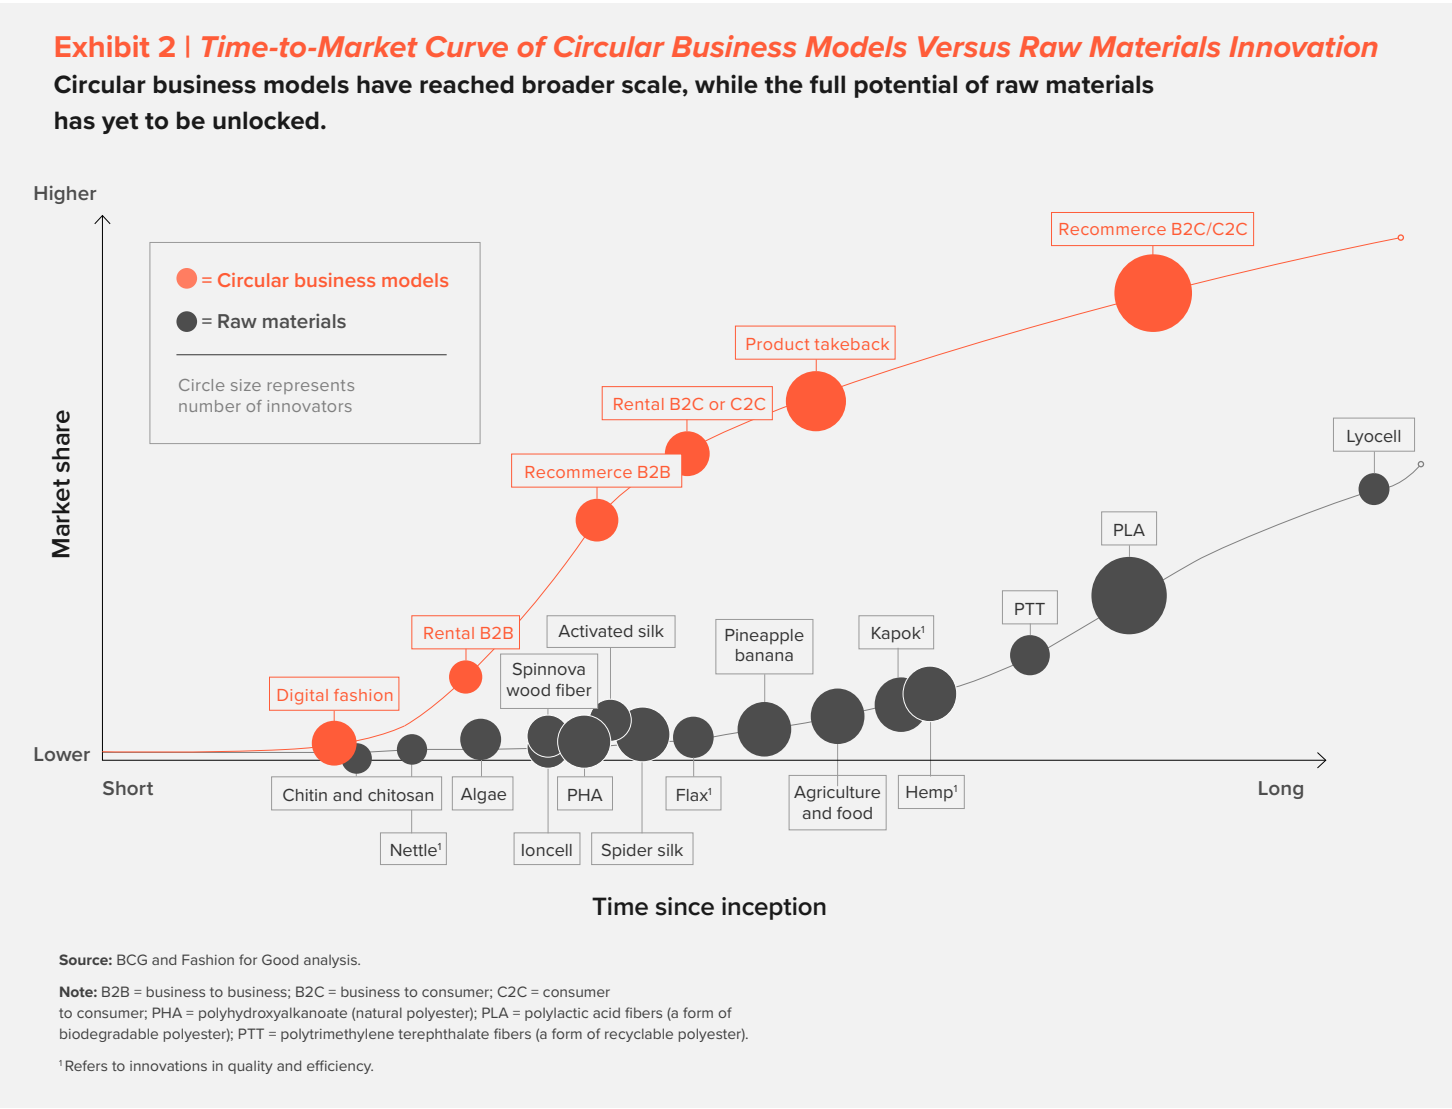 Exhibit 2 | Time-to-Market Curve of Circular Business Models Versus Raw Materials Innovation
Circular business models have reached broader scale, while the full potential of raw materials
has yet to be unlocked.
Higher
= Circular business models
= Raw materials
Circle size represents
number of innovators
Market share
Recommerce B2C/C2C
Product takeback
Rental B2C or C2C
Recommerce B2B
Rental B2B
Digital fashion
Lyocell
PLA
PTT
Kapok¹
Pineapple
banana
Activated silk
Spinnova
wood fiber
Lower
Short
Long
Chitin and chitosan
Algae
PHA
Flax¹
Agriculture
and food
Hemp¹
Nettle¹
Ioncell
Spider silk
Time since inception
Source: BCG and Fashion for Good analysis.
Note: B2B = business to business; B2C = business to consumer; C2C = consumer
to consumer; PHA = polyhydroxyalkanoate (natural polyester); PLA = polylactic acid fibers (a form of
biodegradable polyester); PTT = polytrimethylene terephthalate fibers (a form of recyclable polyester).
¹ Refers to innovations in quality and efficiency.